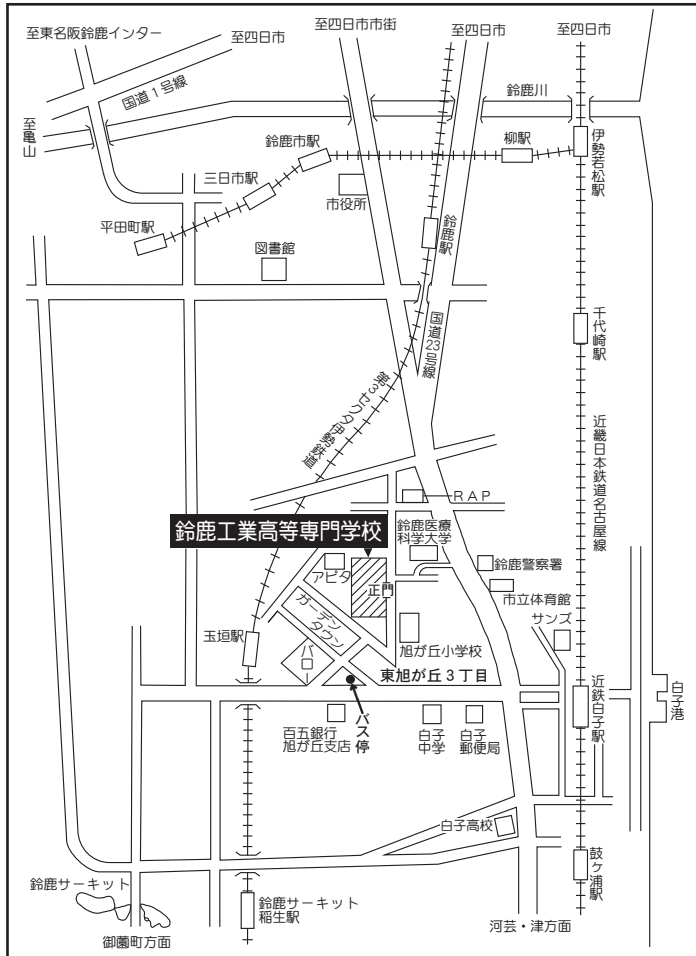 至東名阪鈴鹿インター
至四日市
至四日市市街
至四日市
至四日市
国道1号線
鈴鹿川
至亀山
鈴鹿市駅
柳駅
伊勢若松駅
三日市駅
市役所
平田町駅
鈴鹿駅
図書館
国道23号線
千代崎駅
第3セクタ伊勢鉄道
近畿日本鉄道名古屋線
RAP
鈴鹿工業高等専門学校
鈴鹿医療
科学大学
アピタ
正門
鈴鹿警察署
市立体育館
ガーデン
タウン
サンズ
玉垣駅
旭が丘小学校
バロー
東旭が丘3丁目
近鉄白子駅
白子港
バス停
百五銀行
旭が丘支店
白子
中学
白子
郵便局
白子高校
鼓ヶ浦駅
鈴鹿サーキット
鈴鹿サーキット
稲生駅
御薗町方面
河芸・津方面